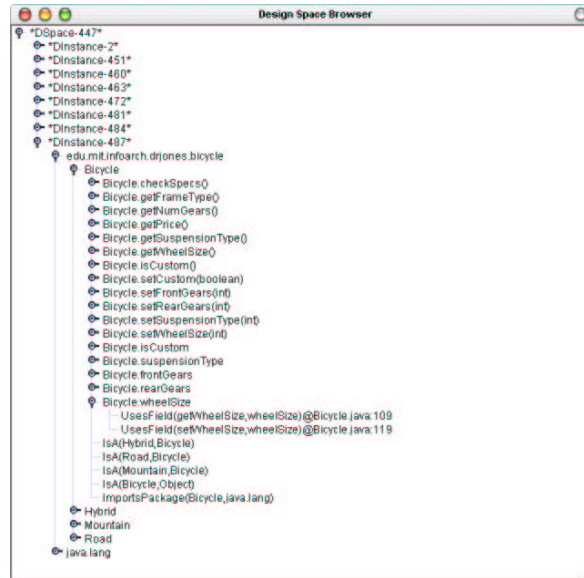 Design Space Browser
*DSpace-447*
*DInstance-2*
*DInstance-451*
*DInstance-460*
*DInstance-463*
*DInstance-472*
*DInstance-481*
*DInstance-484*
*DInstance-487*
edu.mit.infoarch.drjones.bicycle
Bicycle
Bicycle.checkSpecs()
Bicycle.getFrameType()
Bicycle.getNumGears()
Bicycle.getPrice()
Bicycle.getSuspensionType()
Bicycle.getWheelSize()
Bicycle.isCustom()
Bicycle.setCustom(boolean)
Bicycle.setFrontGears(int)
Bicycle.setRearGears(int)
Bicycle.setSuspensionType(int)
Bicycle.setWheelSize(int)
Bicycle.isCustom
Bicycle.suspensionType
Bicycle.frontGears
Bicycle.rearGears
Bicycle.wheelSize
UsesField(getWheelSize,wheelSize)@Bicycle.java:109
UsesField(setWheelSize,wheelSize)@Bicycle.java:119
IsA(Hybrid,Bicycle)
IsA(Road,Bicycle)
IsA(Mountain,Bicycle)
IsA(Bicycle,Object)
ImportsPackage(Bicycle,java.lang)
Hybrid
Mountain
Road
java.lang